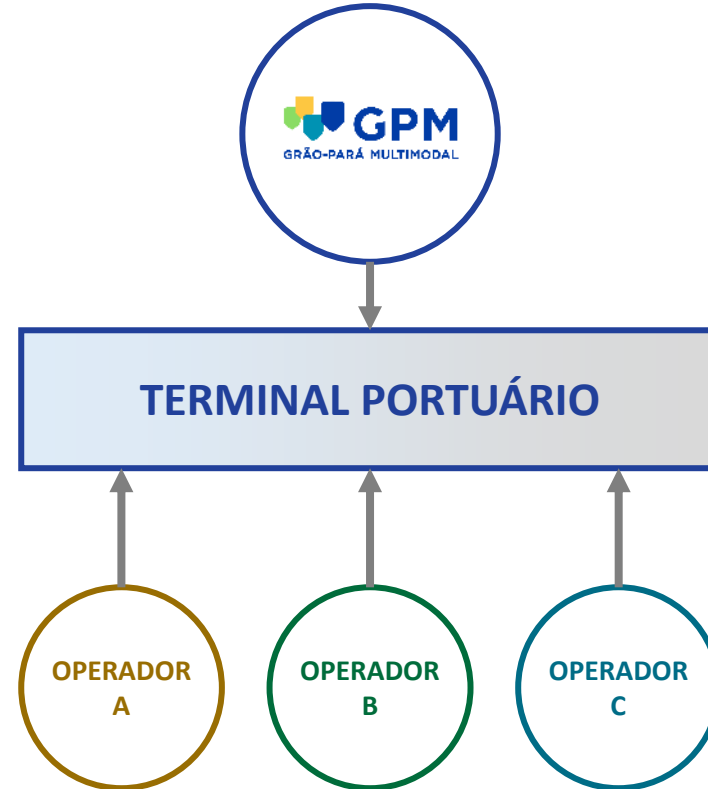 GPM
GRÃO-PARÁ MULTIMODAL
TERMINAL PORTUÁRIO
OPERADOR
A
OPERADOR
B
OPERADOR
C